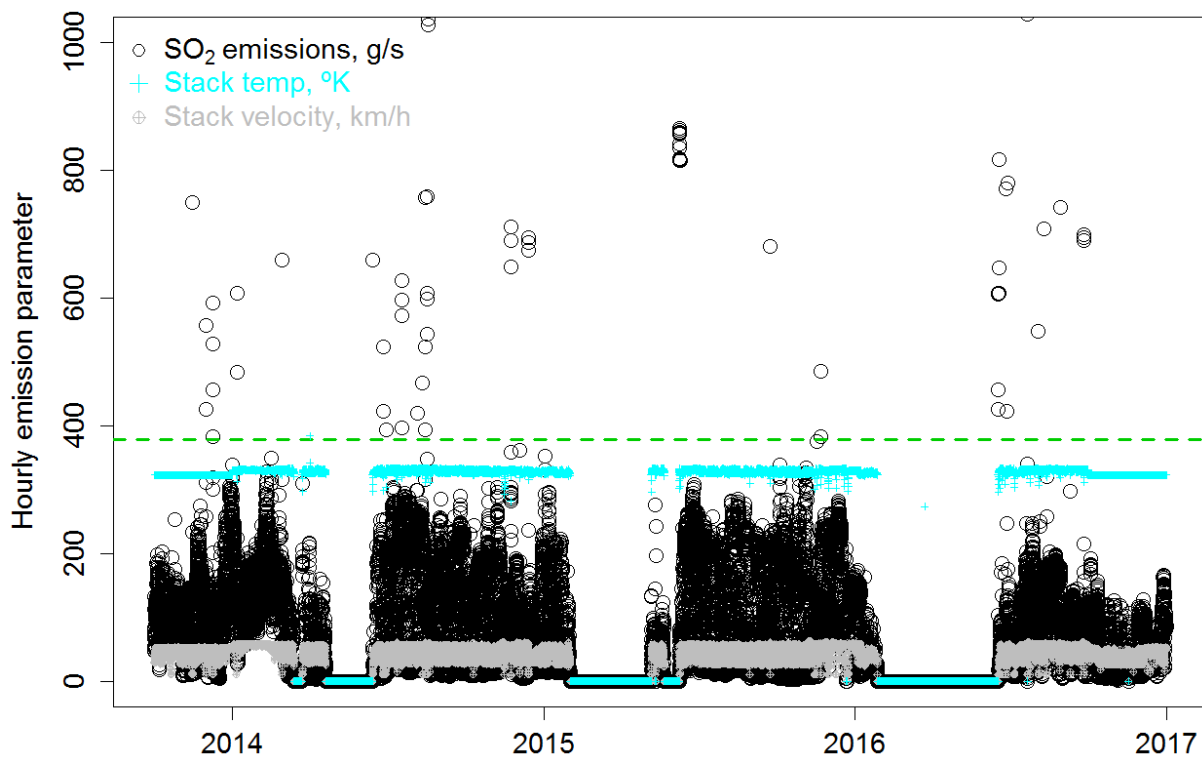 SO₂ emissions, g/s
Stack temp, ºK
Stack velocity, km/h
Hourly emission parameter
1000
800
600
400
200
0
2014
2015
2016
2017